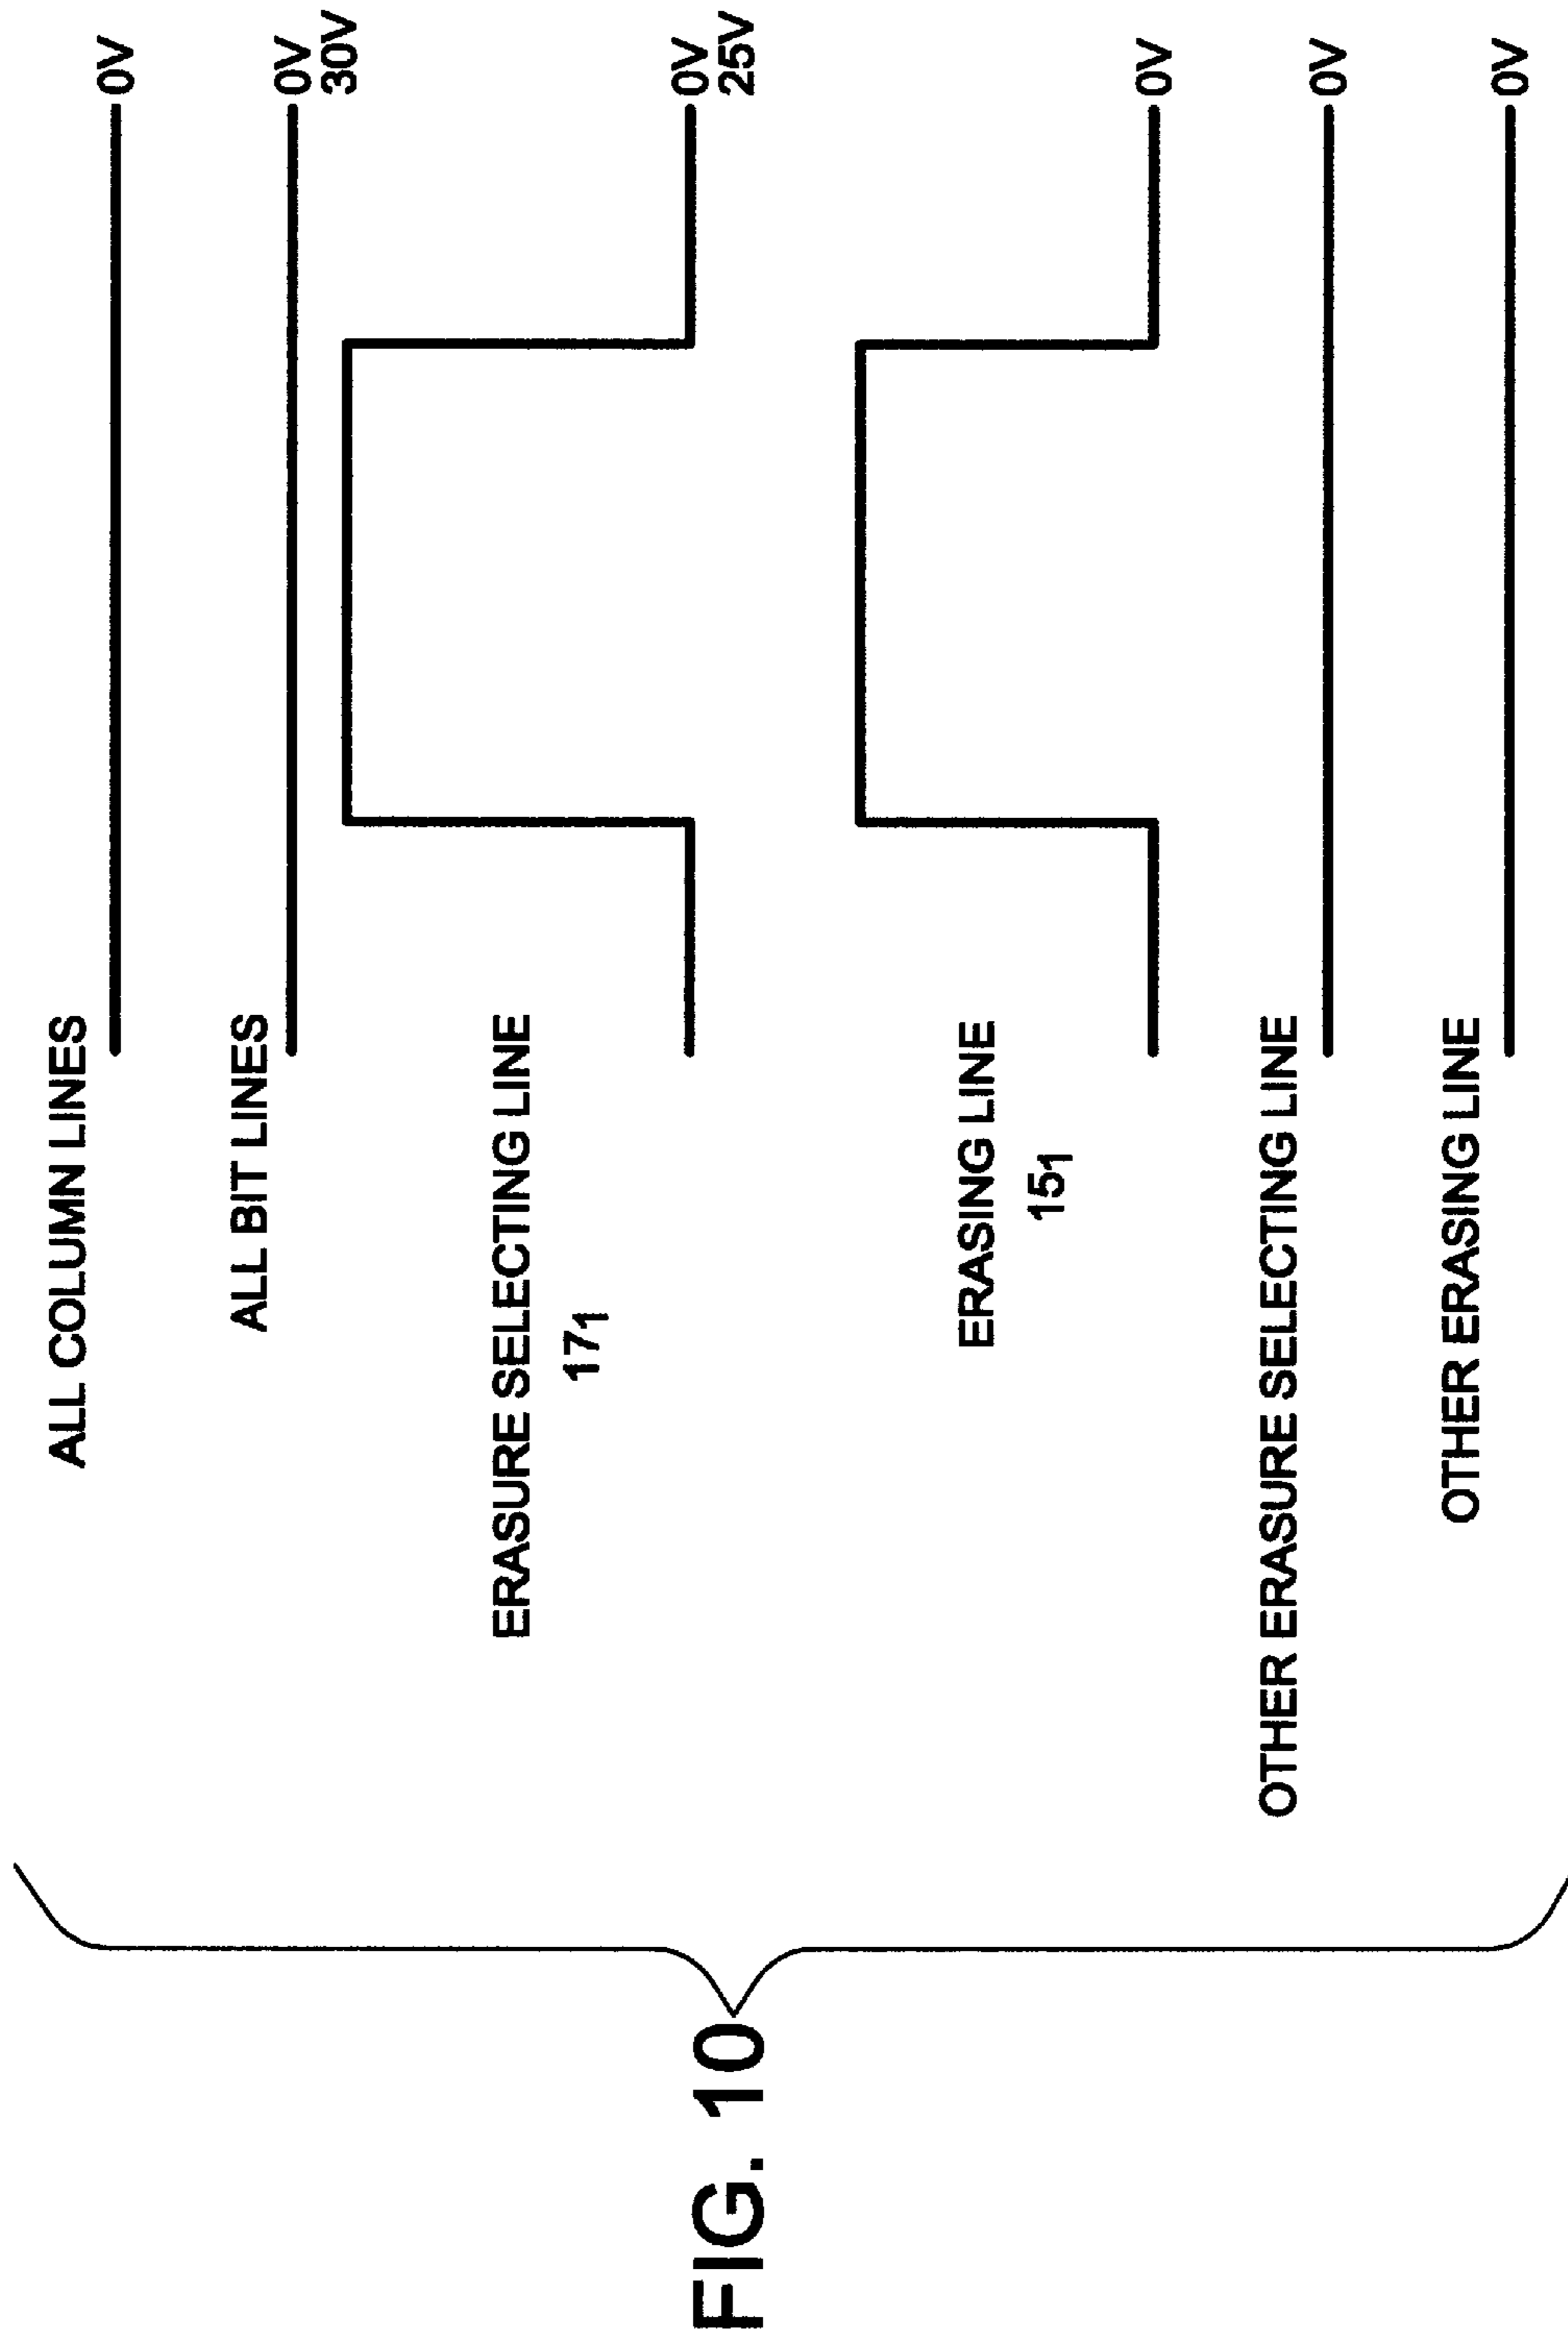 FIG. 10
ALL COLUMN LINES
0V
ALL BIT LINES
0V
30V
ERASURE SELECTING LINE
17₁
0V
25V
ERASING LINE
15₁
0V
OTHER ERASURE SELECTING LINE
0V
OTHER ERASING LINE
0V